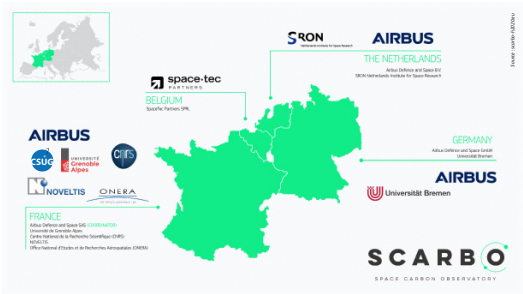 SRON
Netherlands Institute for Space Research
AIRBUS
THE NETHERLANDS
Airbus Defence and Space B.V.
SRON Netherlands Institute for Space Research
space-tec
PARTNERS
BELGIUM
SpaceTec Partners SPRL
AIRBUS
CSUG
UNIVERSITÉ
Grenoble
Alpes
cnrs
NOVELTIS
ONERA
FRANCE
Airbus Defence and Space SAS (COORDINATOR)
Université de Grenoble Alpes
Centre National de la Recherche Scientifique (CNRS)
NOVELTIS
Office National d'Etudes et de Recherches Aérospatiales (ONERA)
GERMANY
Airbus Defence and Space GmbH
Universität Bremen
AIRBUS
Universität Bremen
SCARBO
SPACE CARBON OBSERVATORY